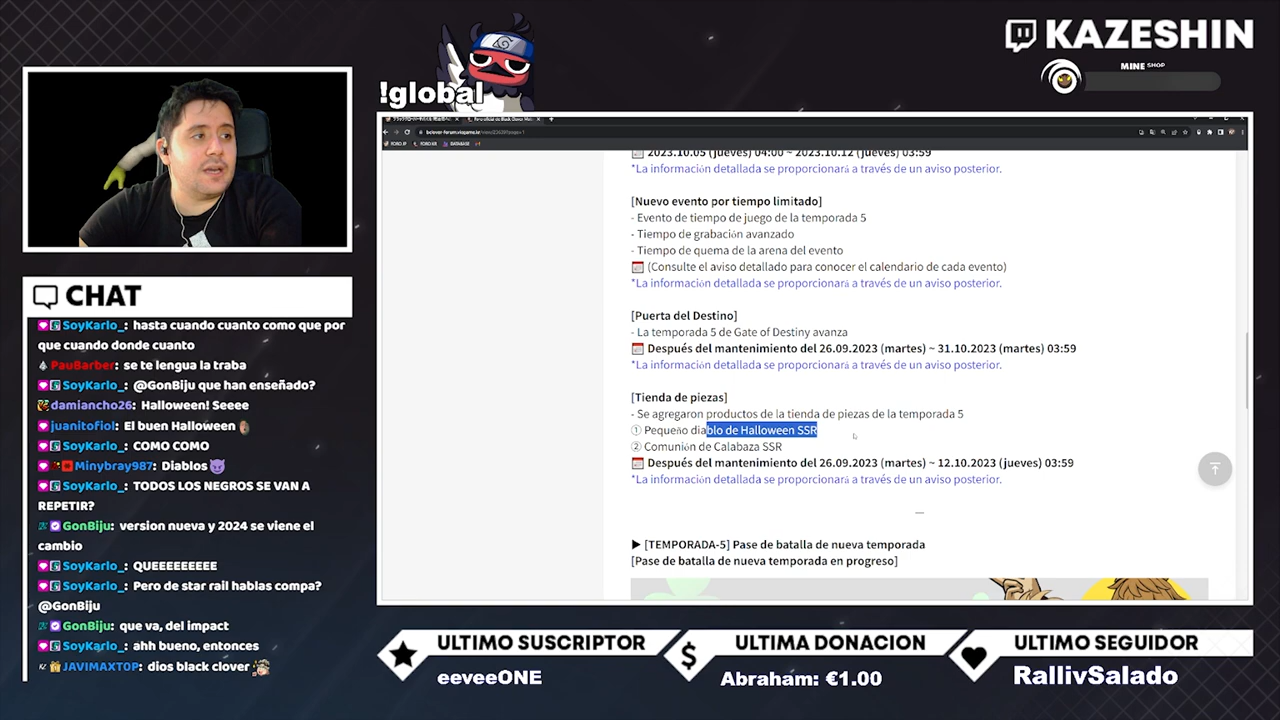 KAZESHIN
MINE SHOP
!global
2023.10.05 (jueves) 04:00 ~ 2023.10.12 (jueves) 03:59
*La información detallada se proporcionará a través de un aviso posterior.
[Nuevo evento por tiempo limitado]
- Evento de tiempo de juego de la temporada 5
- Tiempo de grabación avanzado
- Tiempo de quema de la arena del evento
(Consulte el aviso detallado para conocer el calendario de cada evento)
*La información detallada se proporcionará a través de un aviso posterior.
[Puerta del Destino]
- La temporada 5 de Gate of Destiny avanza
Después del mantenimiento del 26.09.2023 (martes) ~ 31.10.2023 (martes) 03:59
*La información detallada se proporcionará a través de un aviso posterior.
[Tienda de piezas]
- Se agregaron productos de la tienda de piezas de la temporada 5
① Pequeño diablo de Halloween SSR
② Comunión de Calabaza SSR
Después del mantenimiento del 26.09.2023 (martes) ~ 12.10.2023 (jueves) 03:59
*La información detallada se proporcionará a través de un aviso posterior.
—
▶ [TEMPORADA-5] Pase de batalla de nueva temporada
[Pase de batalla de nueva temporada en progreso]
CHAT
SoyKarlo_: hasta cuando cuanto como que por
que cuando donde cuanto
PauBarber: se te lengua la traba
SoyKarlo_: @GonBiju que han enseñado?
damiancho26: Halloween! Seeee
juanitofiol: El buen Halloween
SoyKarlo_: COMO COMO
Minybray987: Diablos
SoyKarlo_: TODOS LOS NEGROS SE VAN A
REPETIR?
GonBiju: version nueva y 2024 se viene el
cambio
SoyKarlo_: QUEEEEEEEEE
SoyKarlo_: Pero de star rail hablas compa?
@GonBiju
GonBiju: que va, del impact
SoyKarlo_: ahh bueno, entonces
JAVIMAXTOP: dios black clover
ULTIMO SUSCRIPTOR
eeveeONE
ULTIMA DONACION
Abraham: €1.00
ULTIMO SEGUIDOR
RallivSalado